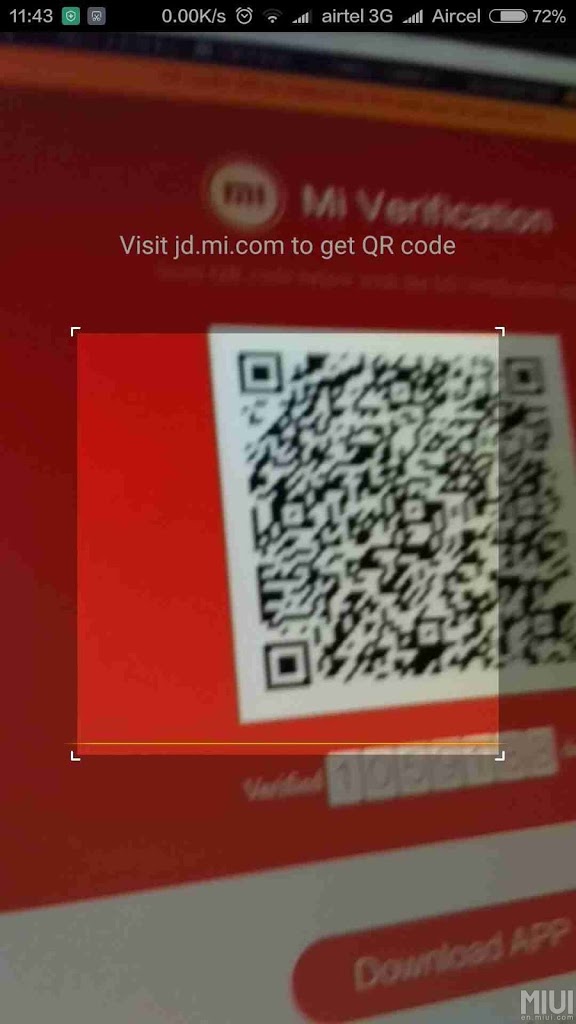 11:43 0.00K/s airtel 3G Aircel 72%
mi Mi Verification
Visit jd.mi.com to get QR code
Verified
Download APP
MIUI
en.miui.com